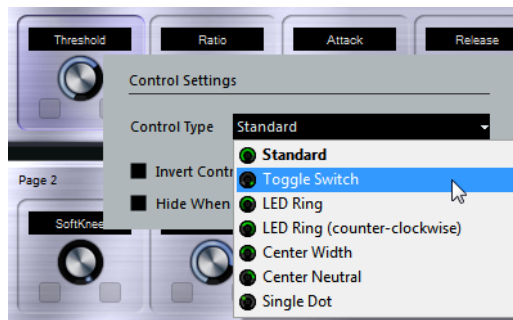 Threshold
Ratio
Attack
Release
Control Settings
Control Type
Standard
Standard
Invert Contr
Toggle Switch
Page 2
Hide When
LED Ring
SoftKnee
LED Ring (counter-clockwise)
Center Width
Center Neutral
Single Dot